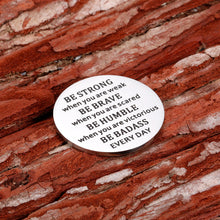 BE STRONG
when you are weak
BE BRAVE
when you are scared
BE HUMBLE
when you are victorious
BE BADASS
EVERY DAY